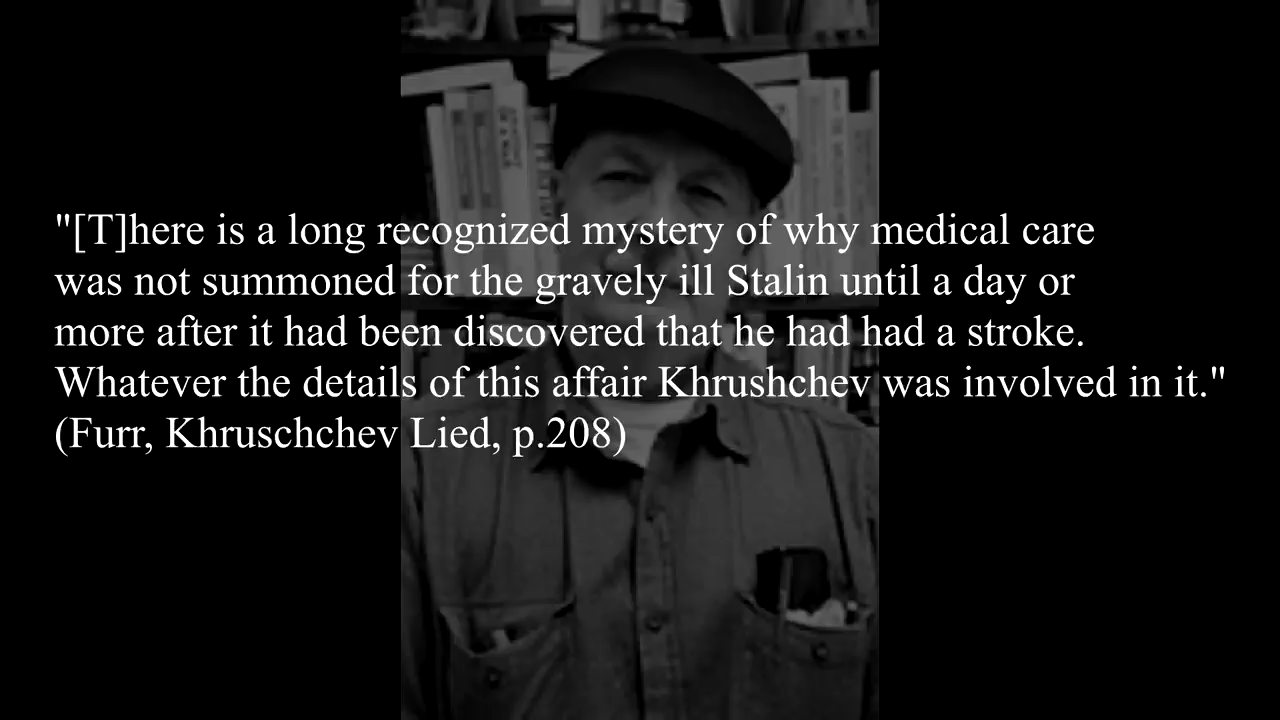 "[T]here is a long recognized mystery of why medical care
was not summoned for the gravely ill Stalin until a day or
more after it had been discovered that he had had a stroke.
Whatever the details of this affair Khrushchev was involved in it."
(Furr, Khruschchev Lied, p.208)